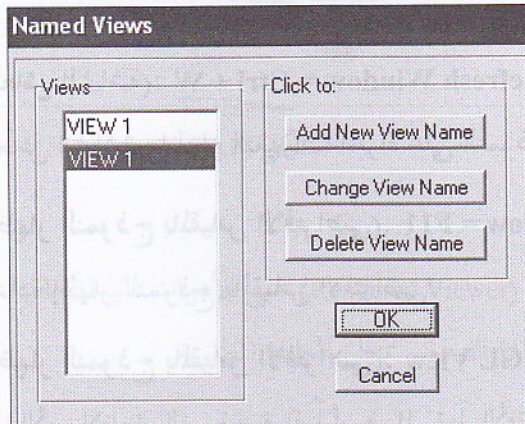 Named Views
Views
VIEW 1
VIEW 1
Click to:
Add New View Name
Change View Name
Delete View Name
OK
Cancel